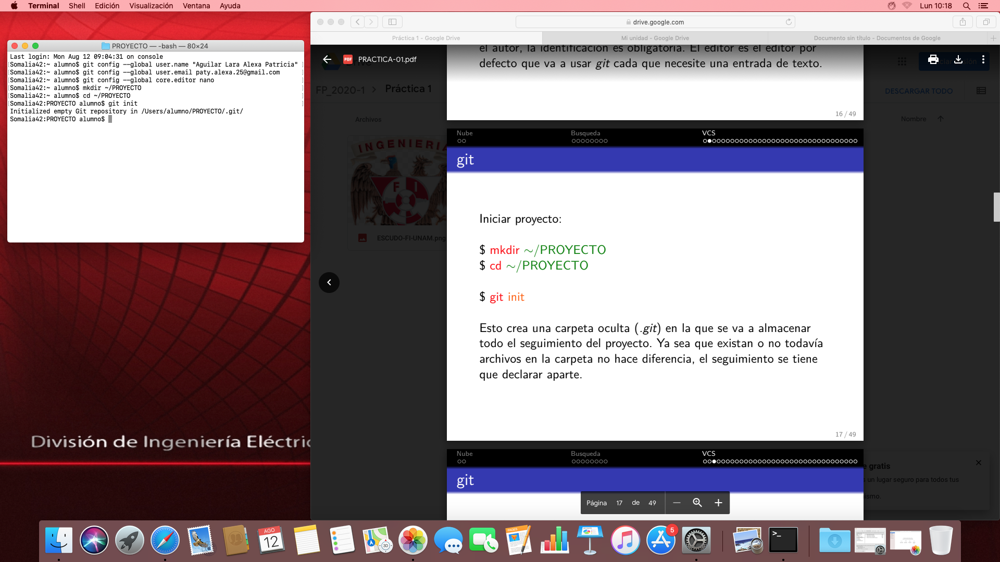 Terminal Shell Edición Visualización Ventana Ayuda
Lun 10:18
PROYECTO — -bash — 80×24
Last login: Mon Aug 12 09:04:31 on console
[Somalia42:~ alumno$ git config --global user.name "Aguilar Lara Alexa Patricia" ]
[Somalia42:~ alumno$ git config --global user.email paty.alexa.25@gmail.com ]
[Somalia42:~ alumno$ git config --global core.editor nano ]
[Somalia42:~ alumno$ mkdir ~/PROYECTO ]
[Somalia42:~ alumno$ cd ~/PROYECTO ]
[Somalia42:PROYECTO alumno$ git init ]
Initialized empty Git repository in /Users/alumno/PROYECTO/.git/
Somalia42:PROYECTO alumno$
División de Ingeniería Eléctric
drive.google.com
Práctica 1 - Google Drive
Mi unidad - Google Drive
Documento sin título - Documentos de Google
PDF PRACTICA-01.pdf
FP_2020-1 > Práctica 1
DESCARGAR TODO
Archivos
Nombre
INGENIERIA
F I
ESCUDO-FI-UNAM.png
el autor, la identificación es obligatoria. El editor es el editor por
defecto que va a usar git cada que necesite una entrada de texto.
16 / 49
Nube Busqueda VCS
git
Iniciar proyecto:
$ mkdir ~/PROYECTO
$ cd ~/PROYECTO
$ git init
Esto crea una carpeta oculta (.git) en la que se va a almacenar
todo el seguimiento del proyecto. Ya sea que existan o no todavía
archivos en la carpeta no hace diferencia, el seguimiento se tiene
que declarar aparte.
17 / 49
Nube Busqueda VCS
git
Página 17 de 49
e gratis
s un lugar seguro para todos tus
ismo.
AGO
12
PAGES
5
>_